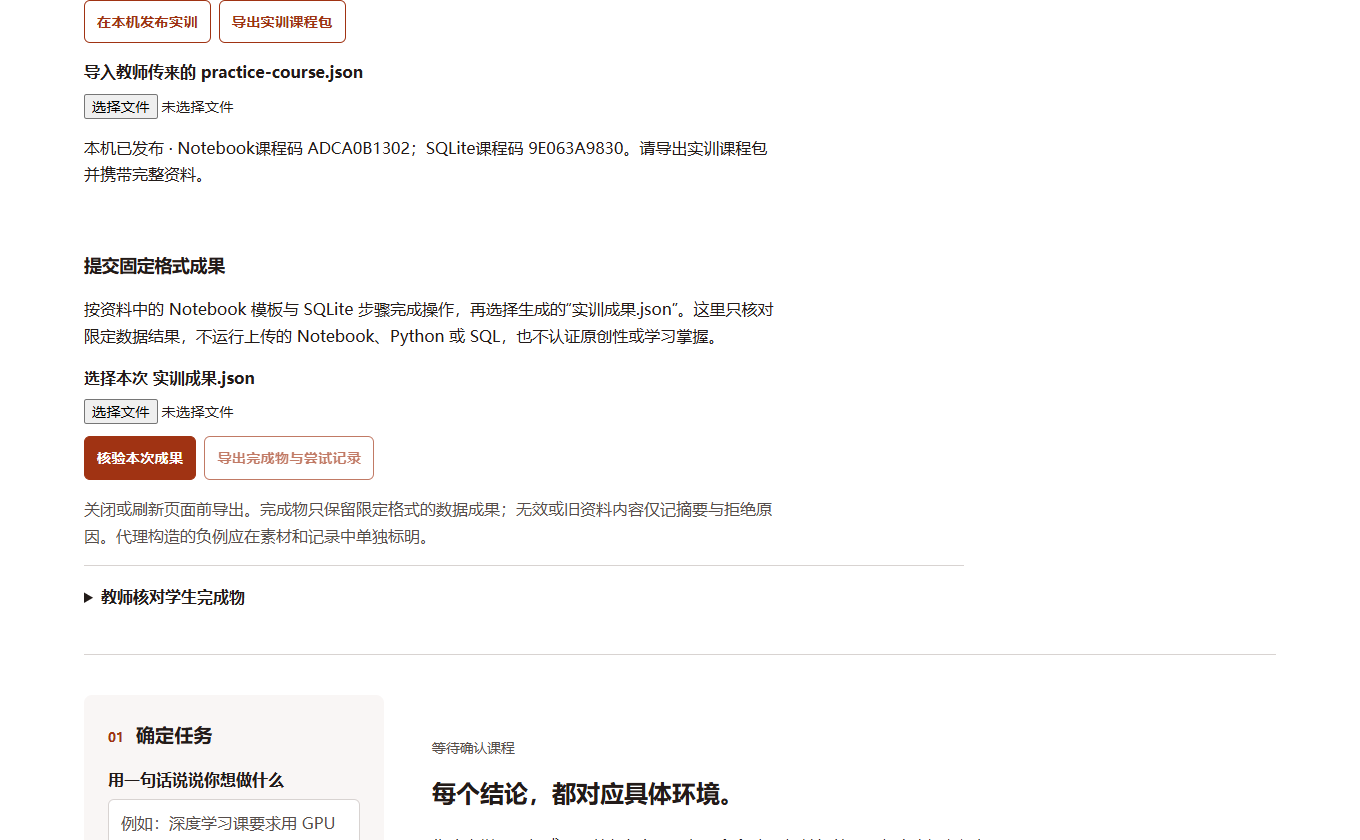 在本机发布实训 导出实训课程包
导入教师传来的 practice-course.json
选择文件 未选择文件
本机已发布 · Notebook课程码 ADCA0B1302；SQLite课程码 9E063A9830。请导出实训课程包
并携带完整资料。
提交固定格式成果
按资料中的 Notebook 模板与 SQLite 步骤完成操作，再选择生成的“实训成果.json”。这里只核对
限定数据结果，不运行上传的 Notebook、Python 或 SQL，也不认证原创性或学习掌握。
选择本次 实训成果.json
选择文件 未选择文件
核验本次成果 导出完成物与尝试记录
关闭或刷新页面前导出。完成物只保留限定格式的数据成果；无效或旧资料内容仅记摘要与拒绝原
因。代理构造的负例应在素材和记录中单独标明。
教师核对学生完成物
01 确定任务
用一句话说说你想做什么
例如：深度学习课要求用 GPU
等待确认课程
每个结论，都对应具体环境。